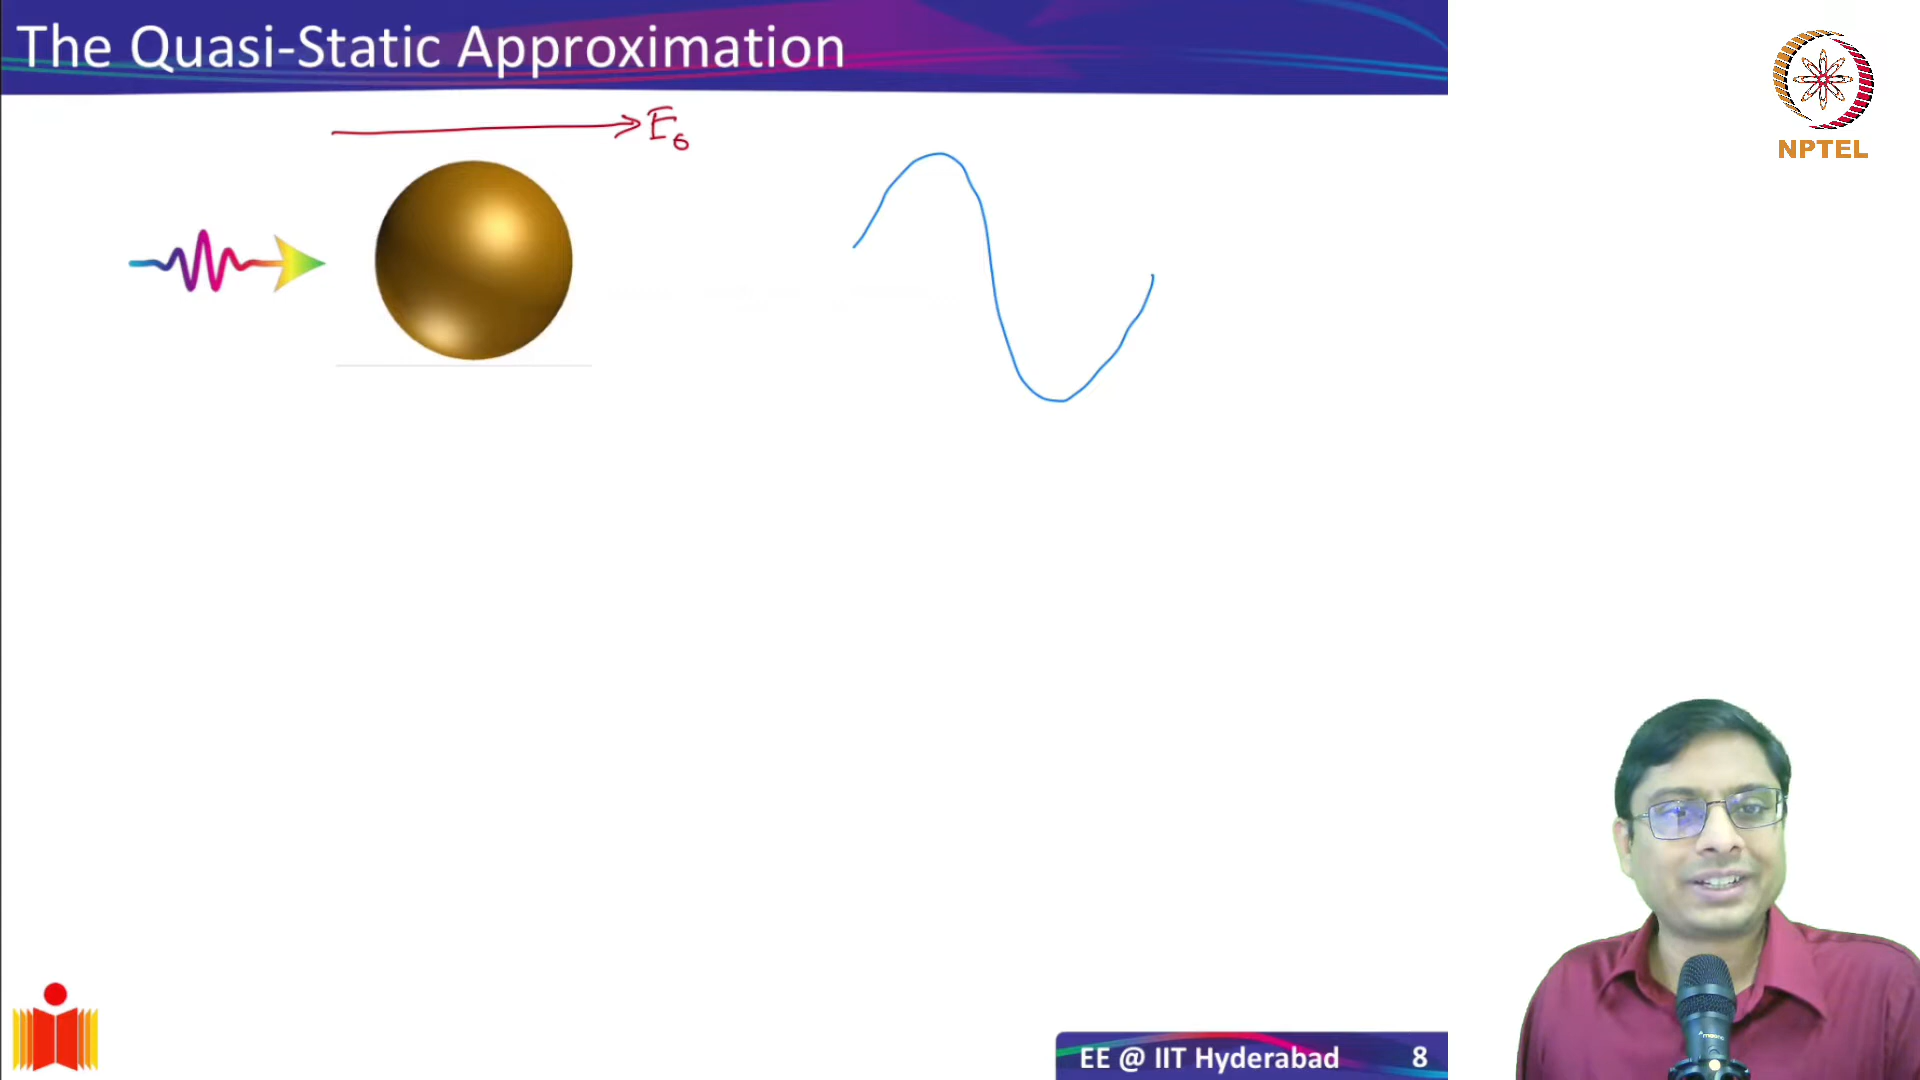 The Quasi-Static Approximation
E₀
NPTEL
EE @ IIT Hyderabad 8